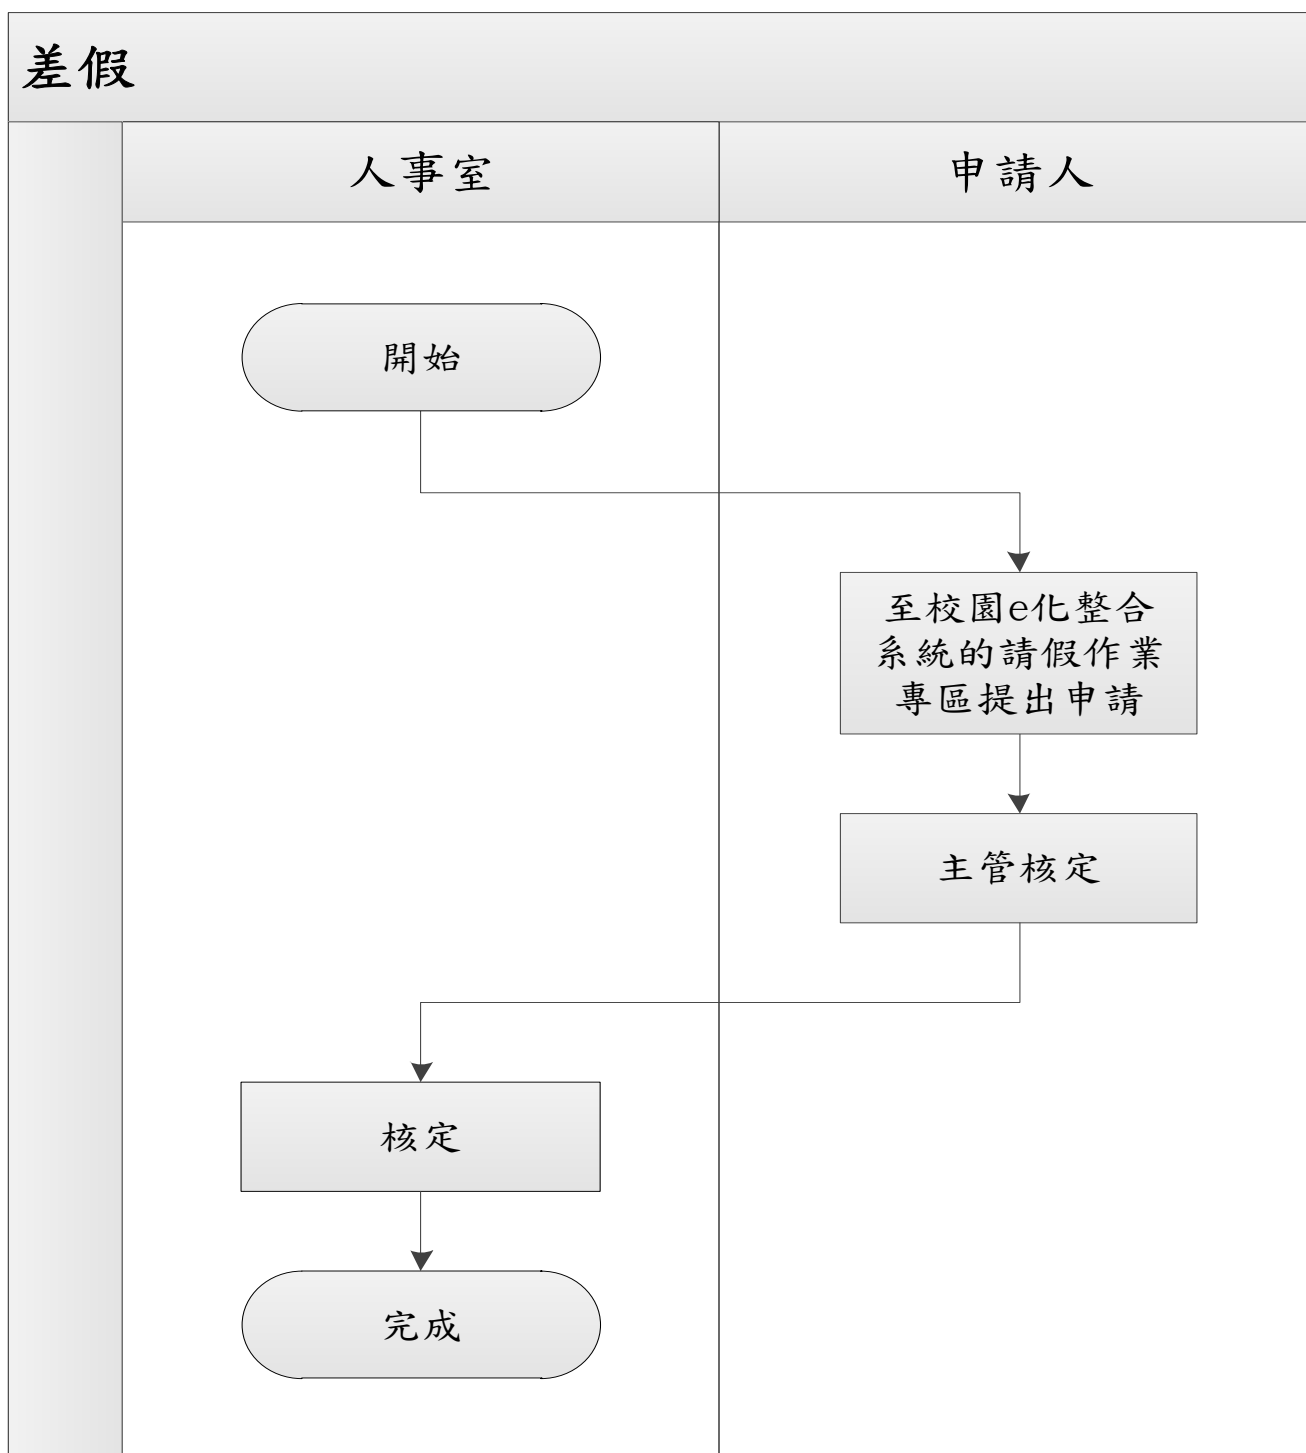 差假
人事室
申請人
開始
至校園e化整合
系統的請假作業
專區提出申請
主管核定
核定
完成